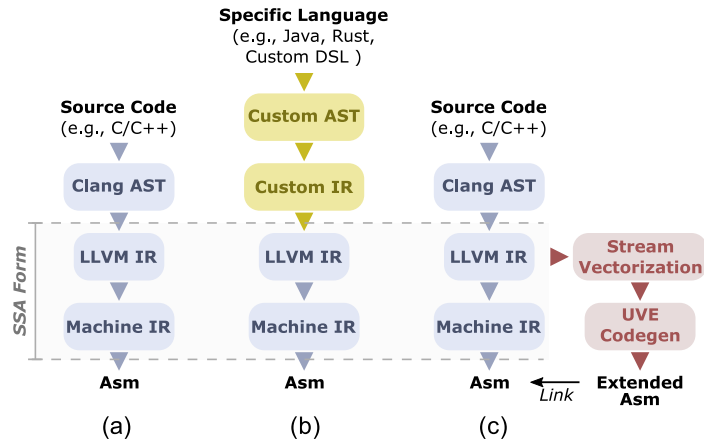 Specific Language
(e.g., Java, Rust,
Custom DSL )
Custom AST
Custom IR
Source Code
(e.g., C/C++)
Clang AST
Source Code
(e.g., C/C++)
Clang AST
SSA Form
LLVM IR
LLVM IR
LLVM IR
Stream
Vectorization
Machine IR
Machine IR
Machine IR
UVE
Codegen
Asm
Asm
Asm
Link
Extended
Asm
(a)
(b)
(c)